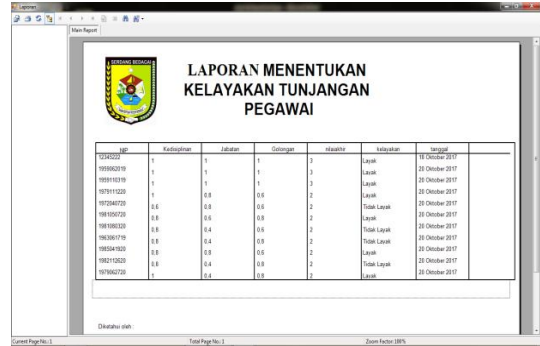 Laporan
Main Report
SERDANG BEDAGAI
LAPORAN MENENTUKAN
KELAYAKAN TUNJANGAN
PEGAWAI
NIP Kedisiplinan Jabatan Golongan nilaiakhir kelayakan tanggal
12345222 1 1 1 3 Layak 18 Oktober 2017
1959062019 1 1 1 3 Layak 20 Oktober 2017
1959110319 1 1 1 3 Layak 20 Oktober 2017
1979111220 1 0,8 0,6 2 Layak 20 Oktober 2017
1972040720 0,6 0,8 0,8 2 Tidak Layak 20 Oktober 2017
1981050720 0,8 0,6 0,8 2 Layak 20 Oktober 2017
1981080320 0,8 0,4 0,6 2 Tidak Layak 20 Oktober 2017
1963061719 0,8 0,4 0,8 2 Tidak Layak 20 Oktober 2017
1985041920 0,8 0,6 0,6 2 Layak 20 Oktober 2017
1982112620 0,8 0,4 0,8 2 Tidak Layak 20 Oktober 2017
1979062720 1 0,4 0,8 2 Layak 20 Oktober 2017
Diketahui oleh
Current Page No.: 1 Total Page No.: 1 Zoom Factor: 100%